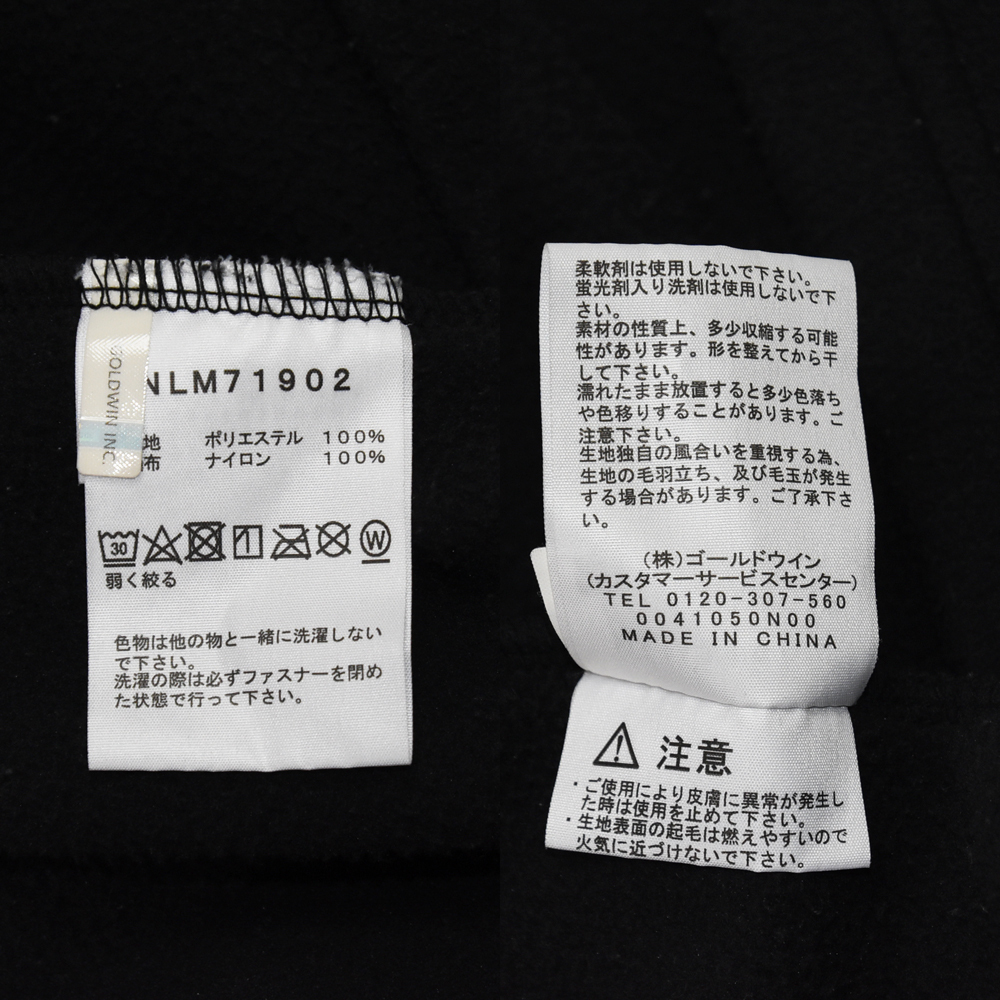 NLM71902
GOLDWIN INC.
地 ポリエステル 100%
布 ナイロン 100%
30
W
弱く絞る
色物は他の物と一緒に洗濯しない
で下さい。
洗濯の際は必ずファスナーを閉め
た状態で行って下さい。
柔軟剤は使用しないで下さい。
蛍光剤入り洗剤は使用しないで下
さい。
素材の性質上、多少収縮する可能
性があります。形を整えてから干
して下さい。
濡れたまま放置すると多少色落ち
や色移りすることがあります。ご
注意下さい。
生地独自の風合いを重視する為、
生地の毛羽立ち、及び毛玉が発生
する場合があります。ご了承下さ
い。
(株)ゴールドウイン
(カスタマーサービスセンター)
TEL 0120-307-560
0041050N00
MADE IN CHINA
注意
・ご使用により皮膚に異常が発生し
た時は使用を止めて下さい。
・生地表面の起毛は燃えやすいので
火気に近づけないで下さい。